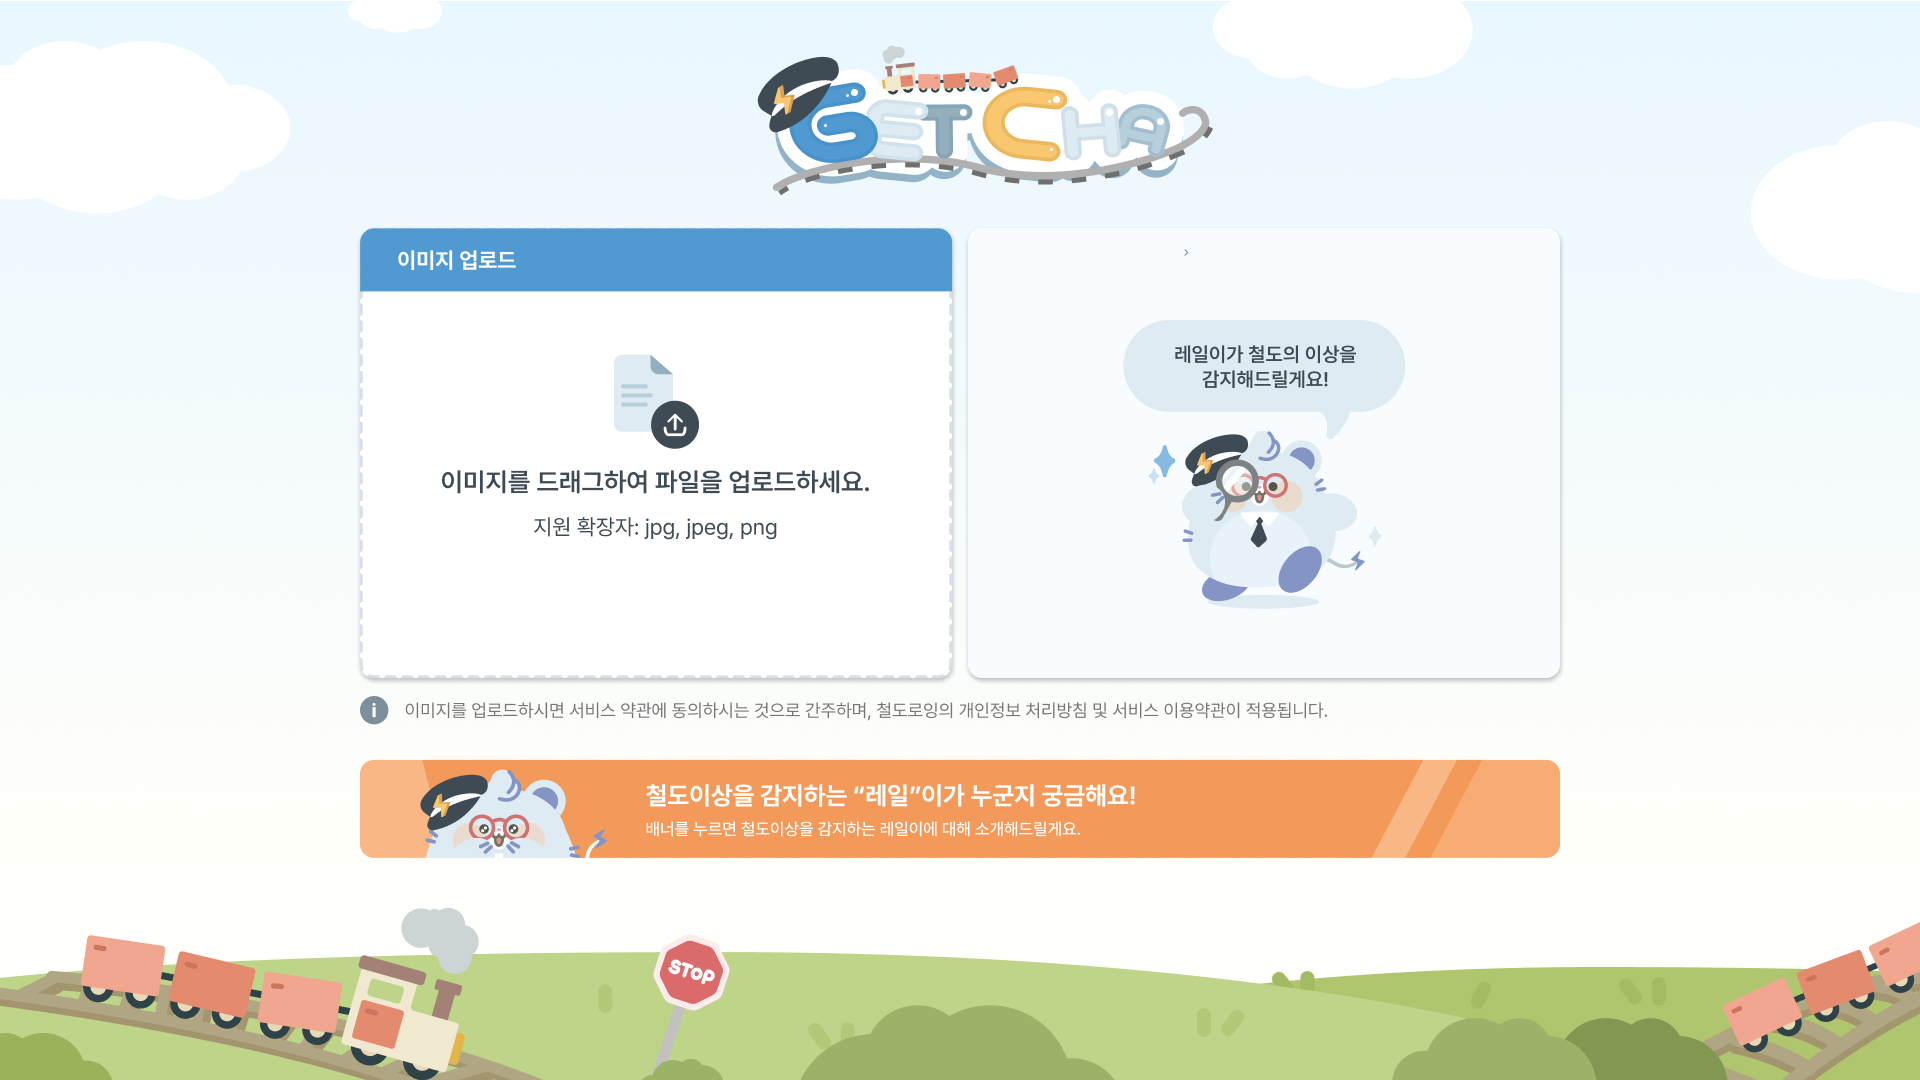 GETCHA
이미지 업로드
이미지를 드래그하여 파일을 업로드하세요.
지원 확장자: jpg, jpeg, png
›
레일이가 철도의 이상을
감지해드릴게요!
i
이미지를 업로드하시면 서비스 약관에 동의하시는 것으로 간주하며, 철도로잉의 개인정보 처리방침 및 서비스 이용약관이 적용됩니다.
철도이상을 감지하는 “레일”이가 누군지 궁금해요!
배너를 누르면 철도이상을 감지하는 레일이에 대해 소개해드릴게요.
STOP